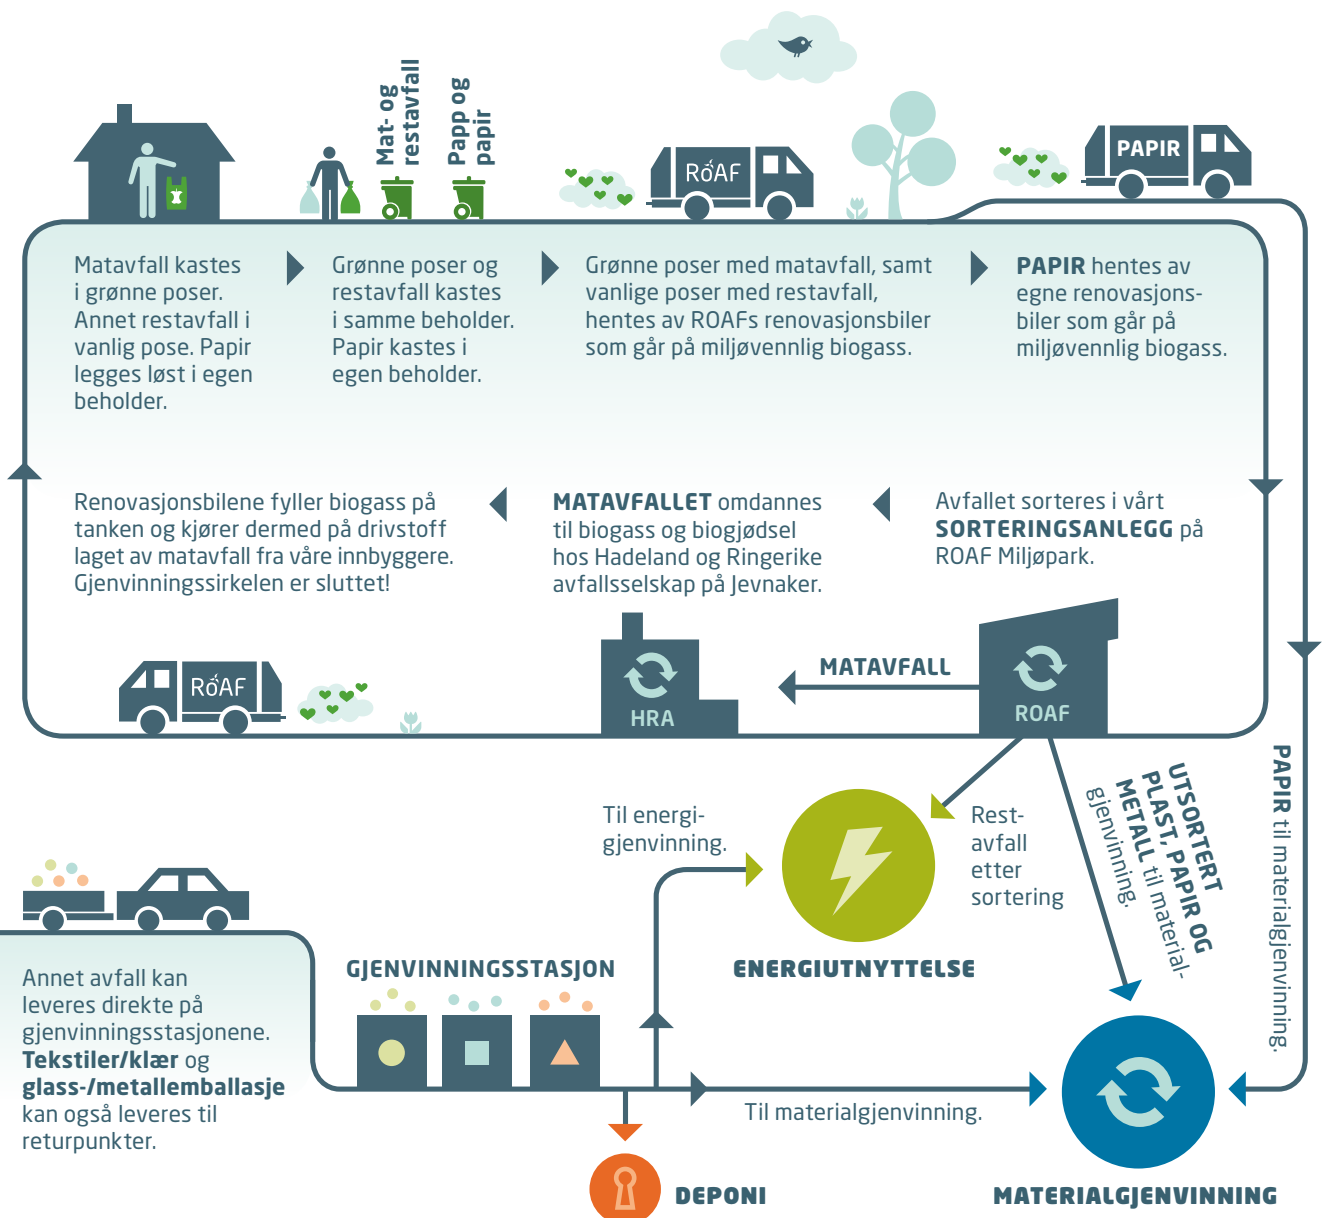 Mat- og
restavfall
Papp og
papir
RoAF
PAPIR
Matavfall kastes
i grønne poser.
Annet restavfall i
vanlig pose. Papir
legges løst i egen
beholder.
Grønne poser og
restavfall kastes
i samme beholder.
Papir kastes i
egen beholder.
Grønne poser med matavfall, samt
vanlige poser med restavfall,
hentes av ROAFs renovasjonsbiler
som går på miljøvennlig biogass.
PAPIR hentes av
egne renovasjons-
biler som går på
miljøvennlig biogass.
Renovasjonsbilene fyller biogass på
tanken og kjører dermed på drivstoff
laget av matavfall fra våre innbyggere.
Gjenvinningssirkelen er sluttet!
MATAVFALLET omdannes
til biogass og biogjødsel
hos Hadeland og Ringerike
avfallsselskap på Jevnaker.
Avfallet sorteres i vårt
SORTERINGSANLEGG på
ROAF Miljøpark.
RoAF
HRA
MATAVFALL
ROAF
Til energi-
gjenvinning.
Rest-
avfall
etter
sortering
UTSORTERT
PLAST, PAPIR OG
METALL til material-
gjenvinning.
PAPIR til materialgjenvinning.
ENERGIUTNYTTELSE
Annet avfall kan
leveres direkte på
gjenvinningsstasjonene.
Tekstiler/klær og
glass-/metallemballasje
kan også leveres til
returpunkter.
GJENVINNINGSSTASJON
Til materialgjenvinning.
DEPONI
MATERIALGJENVINNING